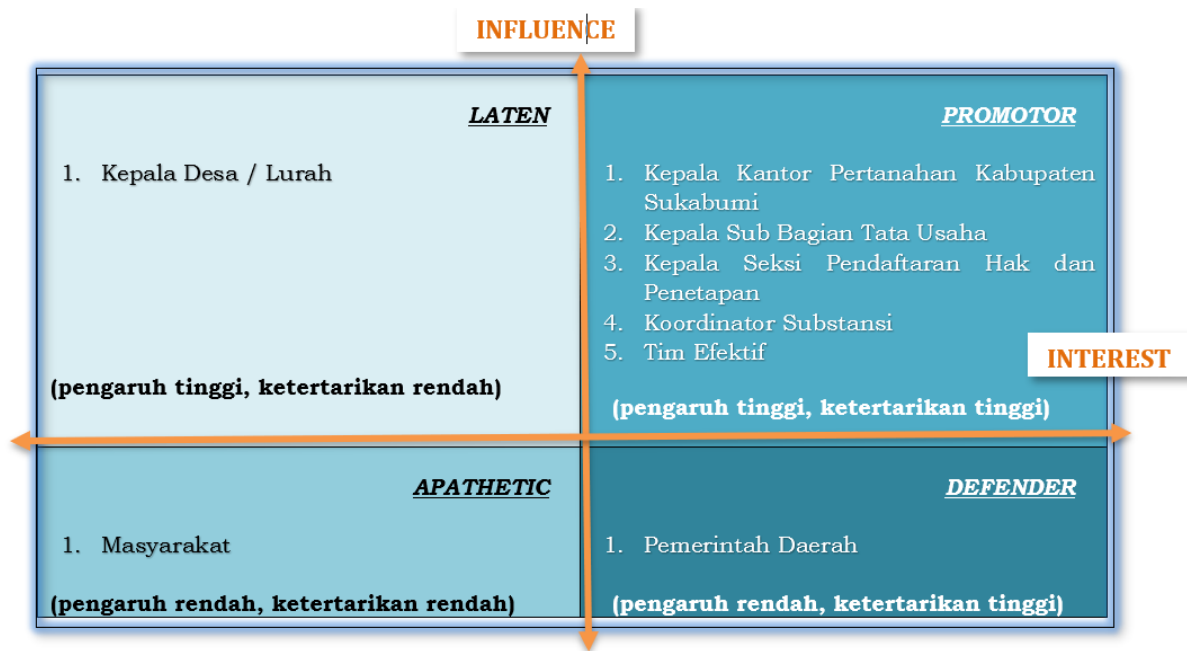 INFLUENCE
LATEN
1. Kepala Desa / Lurah
(pengaruh tinggi, ketertarikan rendah)
PROMOTOR
1. Kepala Kantor Pertanahan Kabupaten
Sukabumi
2. Kepala Sub Bagian Tata Usaha
3. Kepala Seksi Pendaftaran Hak dan
Penetapan
4. Koordinator Substansi
5. Tim Efektif
INTEREST
(pengaruh tinggi, ketertarikan tinggi)
APATHETIC
1. Masyarakat
(pengaruh rendah, ketertarikan rendah)
DEFENDER
1. Pemerintah Daerah
(pengaruh rendah, ketertarikan tinggi)